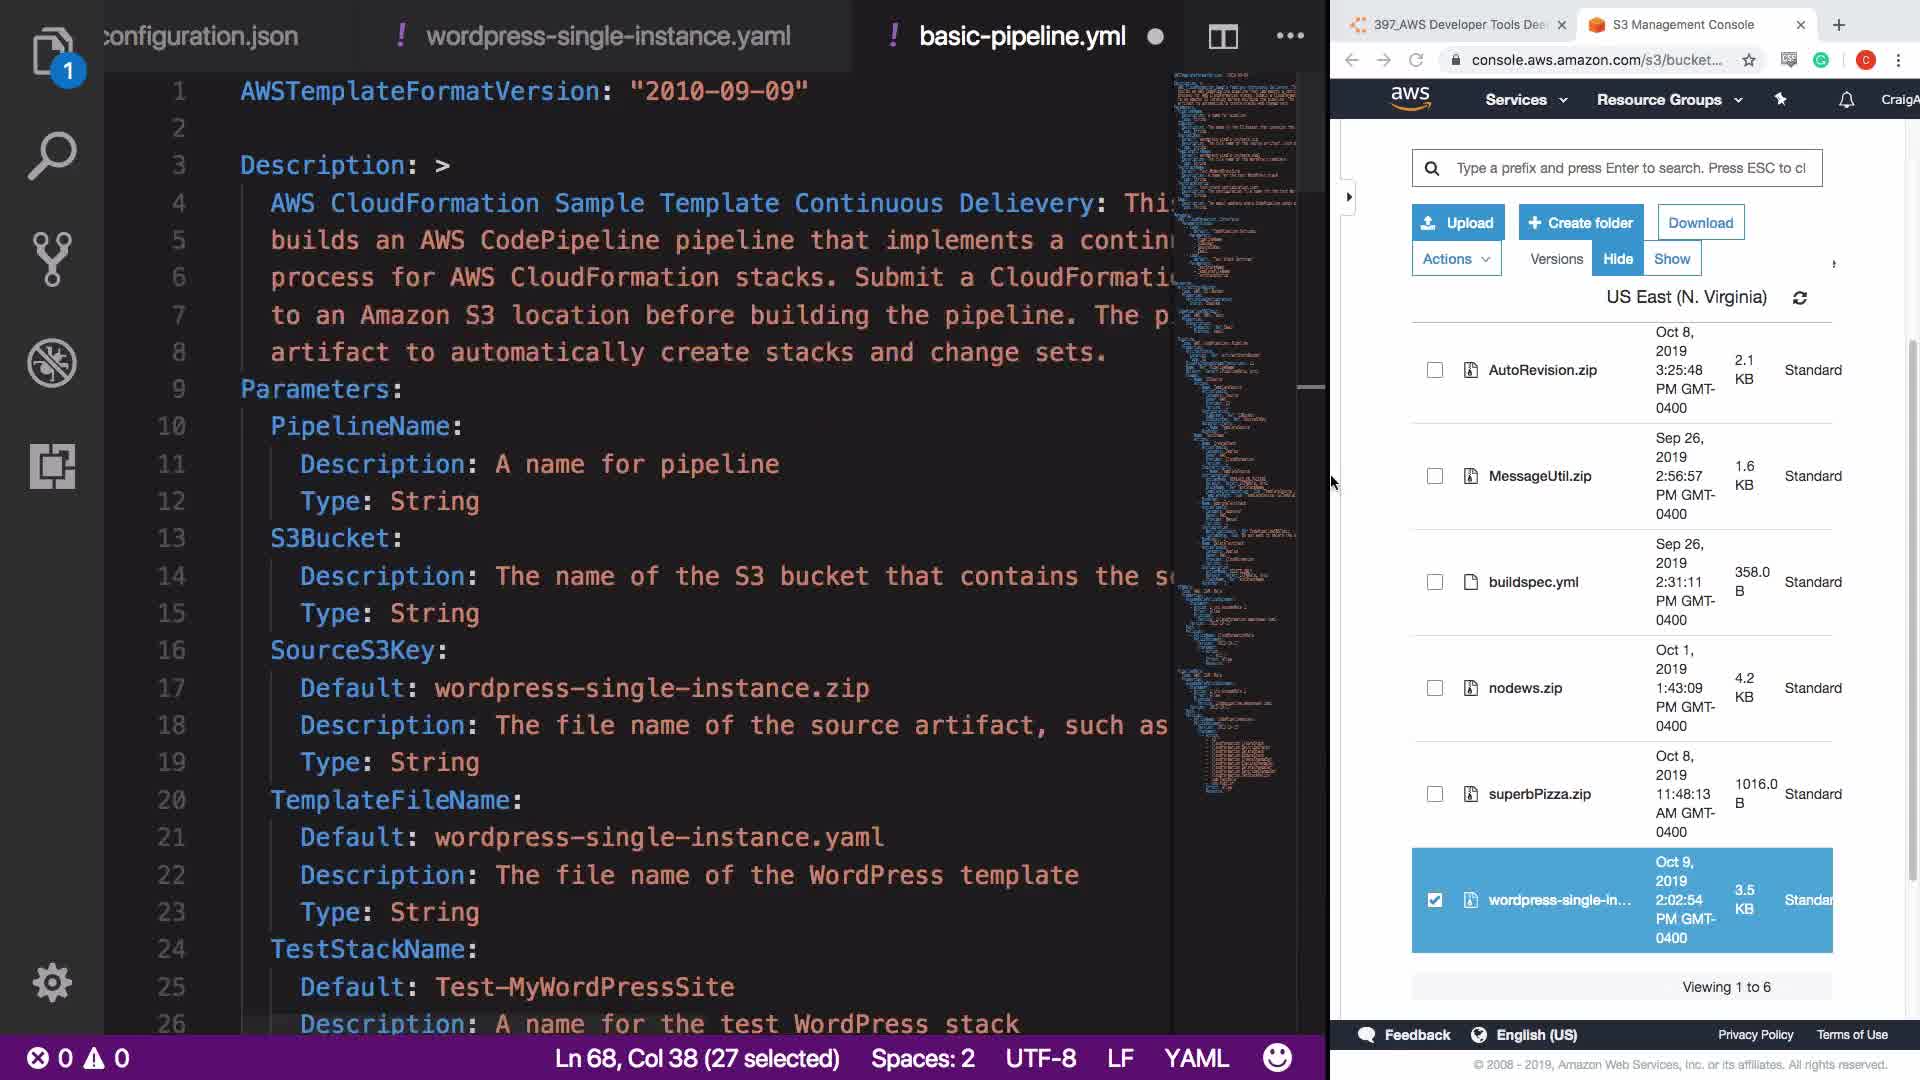 configuration.json
! wordpress-single-instance.yaml
! basic-pipeline.yml
1
1 AWSTemplateFormatVersion: "2010-09-09"
2
3 Description: >
4 AWS CloudFormation Sample Template Continuous Delievery: This
5 builds an AWS CodePipeline pipeline that implements a contin
6 process for AWS CloudFormation stacks. Submit a CloudFormati
7 to an Amazon S3 location before building the pipeline. The p
8 artifact to automatically create stacks and change sets.
9 Parameters:
10 PipelineName:
11 Description: A name for pipeline
12 Type: String
13 S3Bucket:
14 Description: The name of the S3 bucket that contains the s
15 Type: String
16 SourceS3Key:
17 Default: wordpress-single-instance.zip
18 Description: The file name of the source artifact, such as
19 Type: String
20 TemplateFileName:
21 Default: wordpress-single-instance.yaml
22 Description: The file name of the WordPress template
23 Type: String
24 TestStackName:
25 Default: Test-MyWordPressSite
26 Description: A name for the test WordPress stack
0 0
Ln 68, Col 38 (27 selected) Spaces: 2 UTF-8 LF YAML
397_AWS Developer Tools Dee
S3 Management Console
console.aws.amazon.com/s3/bucket...
C
aws Services Resource Groups CraigA
Type a prefix and press Enter to search. Press ESC to cl
Upload + Create folder Download
Actions Versions Hide Show
US East (N. Virginia)
AutoRevision.zip Oct 8, 2019 3:25:48 PM GMT-0400 2.1 KB Standard
MessageUtil.zip Sep 26, 2019 2:56:57 PM GMT-0400 1.6 KB Standard
buildspec.yml Sep 26, 2019 2:31:11 PM GMT-0400 358.0 B Standard
nodews.zip Oct 1, 2019 1:43:09 PM GMT-0400 4.2 KB Standard
superbPizza.zip Oct 8, 2019 11:48:13 AM GMT-0400 1016.0 B Standard
wordpress-single-in... Oct 9, 2019 2:02:54 PM GMT-0400 3.5 KB Standar
Viewing 1 to 6
Feedback English (US) Privacy Policy Terms of Use
© 2008 - 2019, Amazon Web Services, Inc. or its affiliates. All rights reserved.